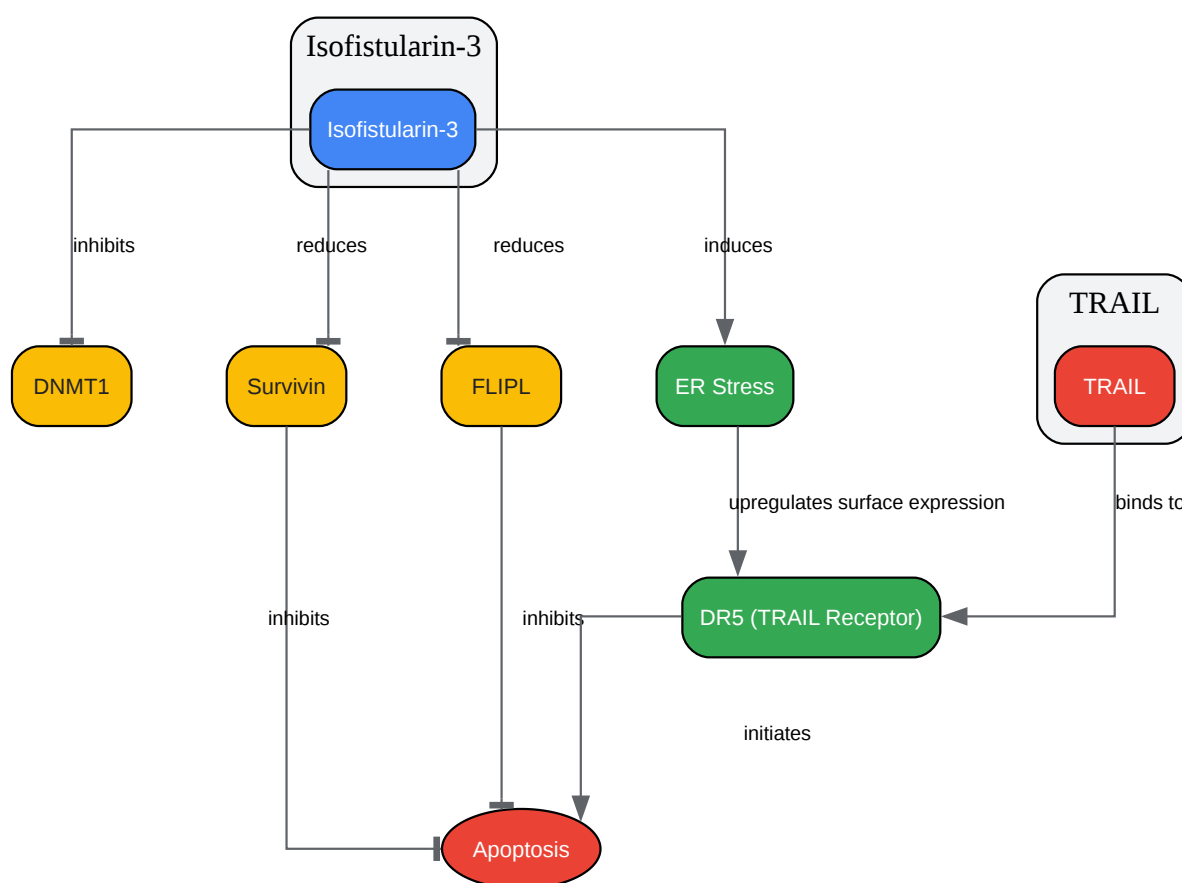 Isofistularin-3
Isofistularin-3
inhibits
reduces
reduces
induces
TRAIL
DNMT1
Survivin
FLIPL
ER Stress
TRAIL
upregulates surface expression
binds to
inhibits
inhibits
DR5 (TRAIL Receptor)
initiates
Apoptosis